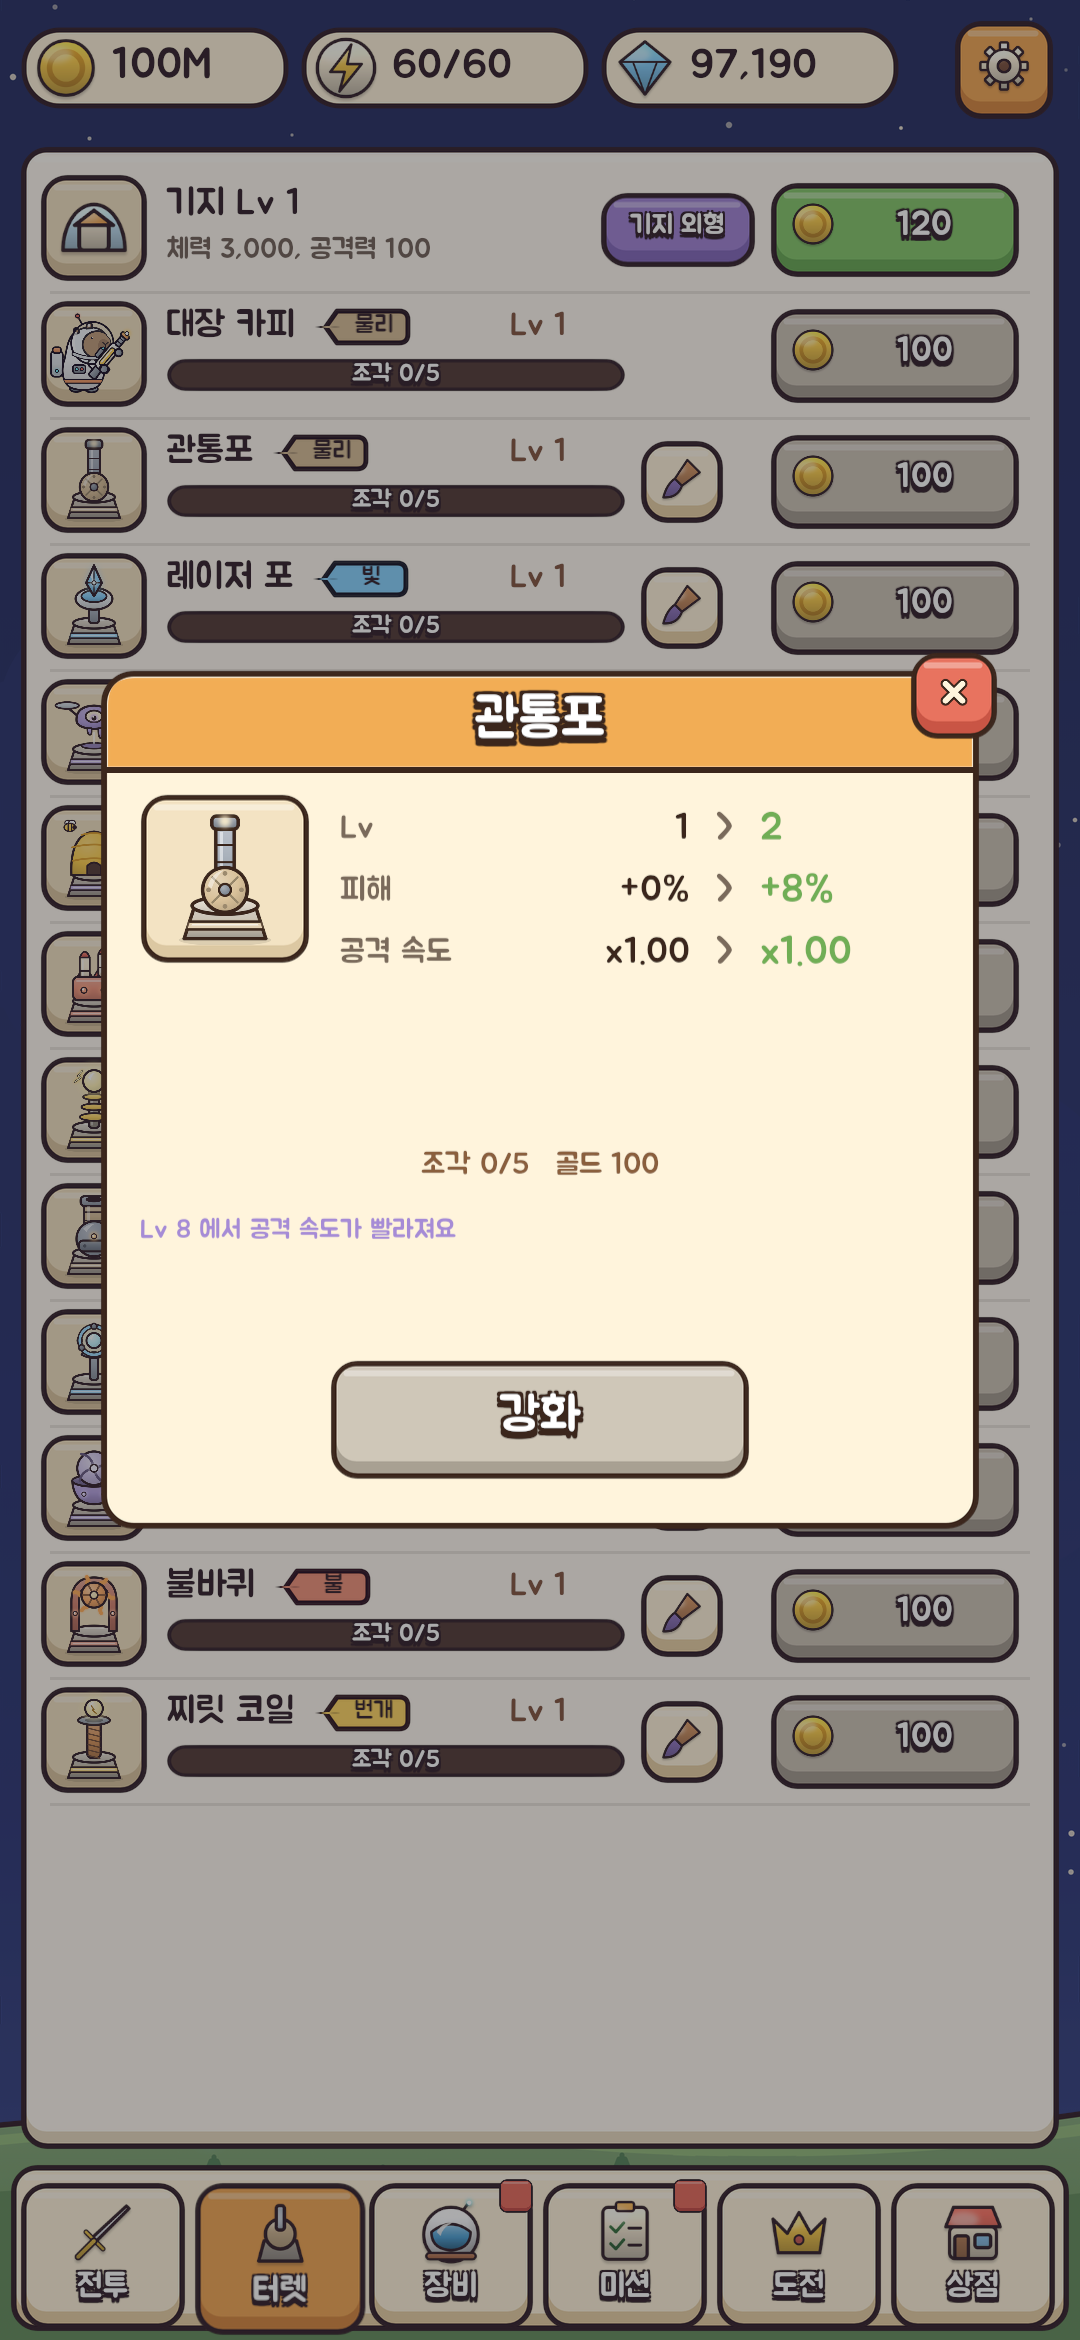 100M
60/60
97,190
기지 Lv 1
체력 3,000, 공격력 100
기지 외형
120
대장 카피
물리
Lv 1
조각 0/5
100
관통포
물리
Lv 1
조각 0/5
100
레이저 포
빛
Lv 1
조각 0/5
100
관통포
Lv 1 2
피해 +0% +8%
공격 속도 x1.00 x1.00
조각 0/5 골드 100
Lv 8 에서 공격 속도가 빨라져요
강화
불바퀴
불
Lv 1
조각 0/5
100
찌릿 코일
번개
Lv 1
조각 0/5
100
전투
터렛
장비
미션
도전
상점